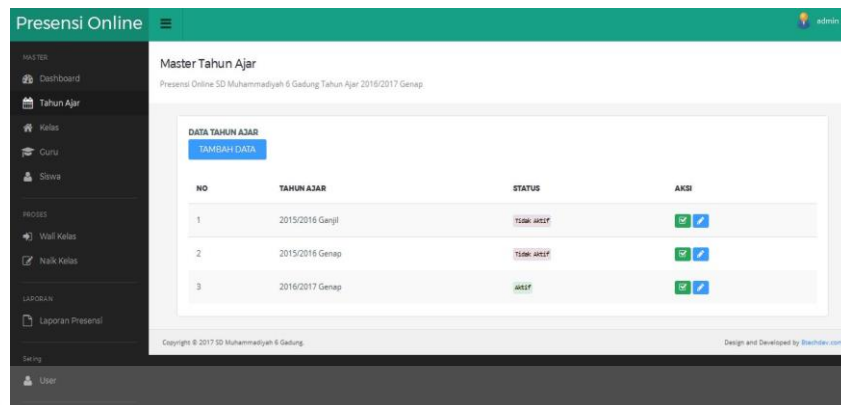 Presensi Online
admin
MASTER
Dashboard
Tahun Ajar
Kelas
Guru
Siswa
PROSES
Wali Kelas
Naik Kelas
LAPORAN
Laporan Presensi
Seting
User
Master Tahun Ajar
Presensi Online SD Muhammadiyah 6 Gadung Tahun Ajar 2016/2017 Genap
DATA TAHUN AJAR
TAMBAH DATA
NO TAHUN AJAR STATUS AKSI
1 2015/2016 Ganjil Tidak Aktif
2 2015/2016 Genap Tidak Aktif
3 2016/2017 Genap Aktif
Copyright © 2017 SD Muhammadiyah 6 Gadung. Design and Developed by Btechdev.com